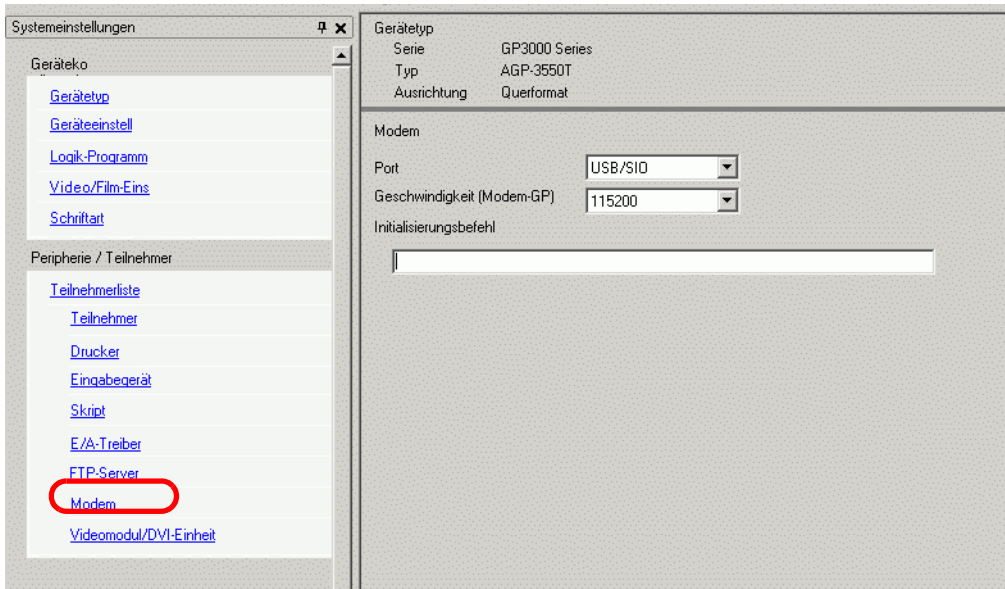 Systemeinstellungen
Geräteko
Gerätetyp
Geräteeinstell
Logik-Programm
Video/Film-Eins
Schriftart
Peripherie / Teilnehmer
Teilnehmerliste
Teilnehmer
Drucker
Eingabegerät
Skript
E/A-Treiber
FTP-Server
Modem
Videomodul/DVI-Einheit
Gerätetyp
Serie GP3000 Series
Typ AGP-3550T
Ausrichtung Querformat
Modem
Port USB/SIO
Geschwindigkeit (Modem-GP) 115200
Initialisierungsbefehl